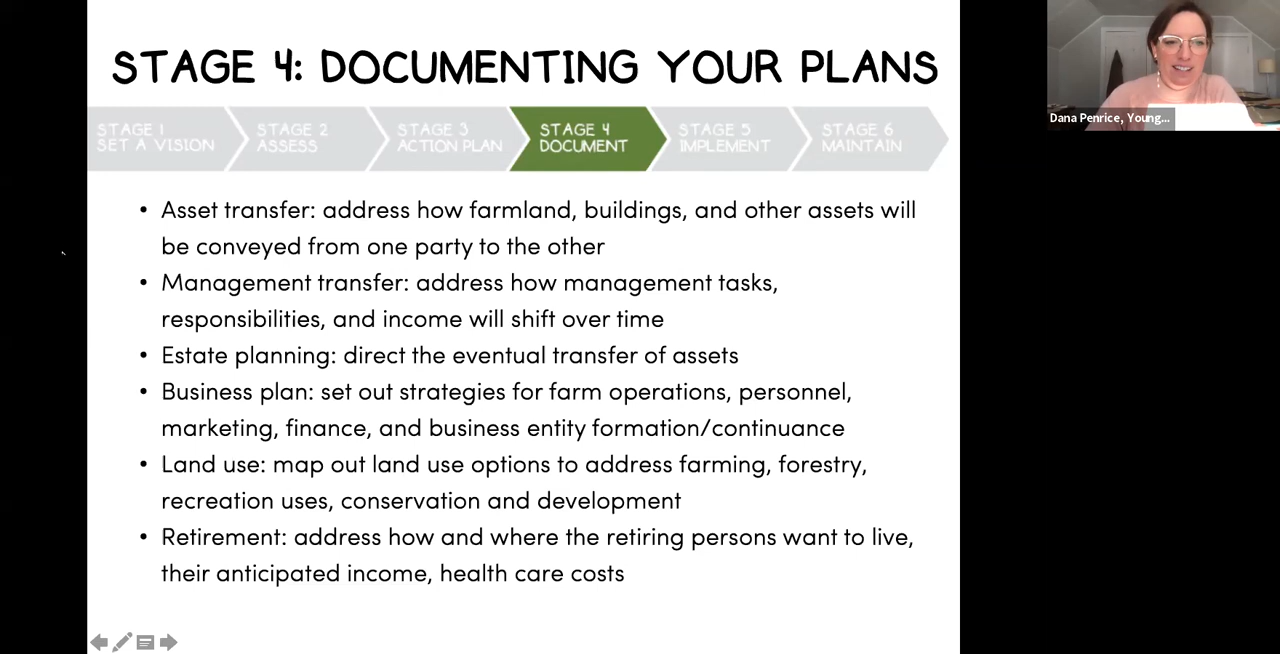 STAGE 4: DOCUMENTING YOUR PLANS
STAGE 1
SET A VISION
STAGE 2
ASSESS
STAGE 3
ACTION PLAN
STAGE 4
DOCUMENT
STAGE 5
IMPLEMENT
STAGE 6
MAINTAIN
• Asset transfer: address how farmland, buildings, and other assets will
be conveyed from one party to the other
• Management transfer: address how management tasks,
responsibilities, and income will shift over time
• Estate planning: direct the eventual transfer of assets
• Business plan: set out strategies for farm operations, personnel,
marketing, finance, and business entity formation/continuance
• Land use: map out land use options to address farming, forestry,
recreation uses, conservation and development
• Retirement: address how and where the retiring persons want to live,
their anticipated income, health care costs
Dana Penrice, Young...